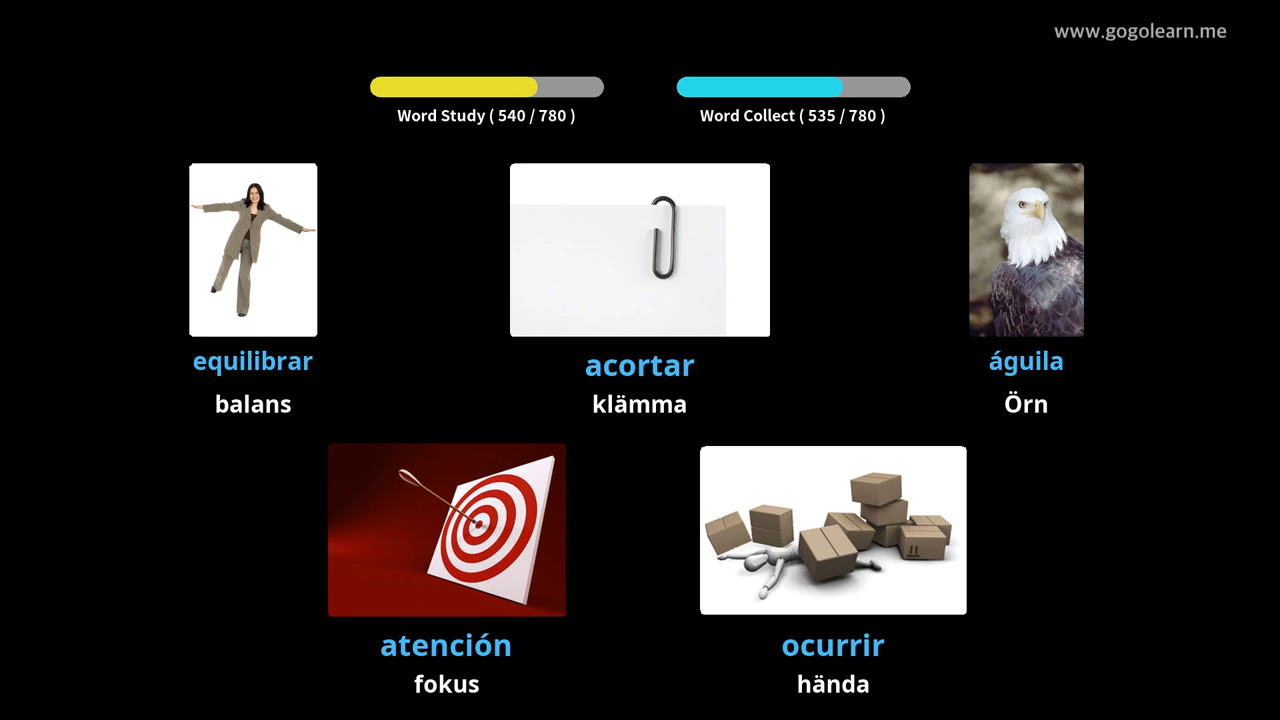 www.gogolearn.me
Word Study ( 540 / 780 )
Word Collect ( 535 / 780 )
equilibrar
balans
acortar
klämma
águila
Örn
atención
fokus
ocurrir
hända